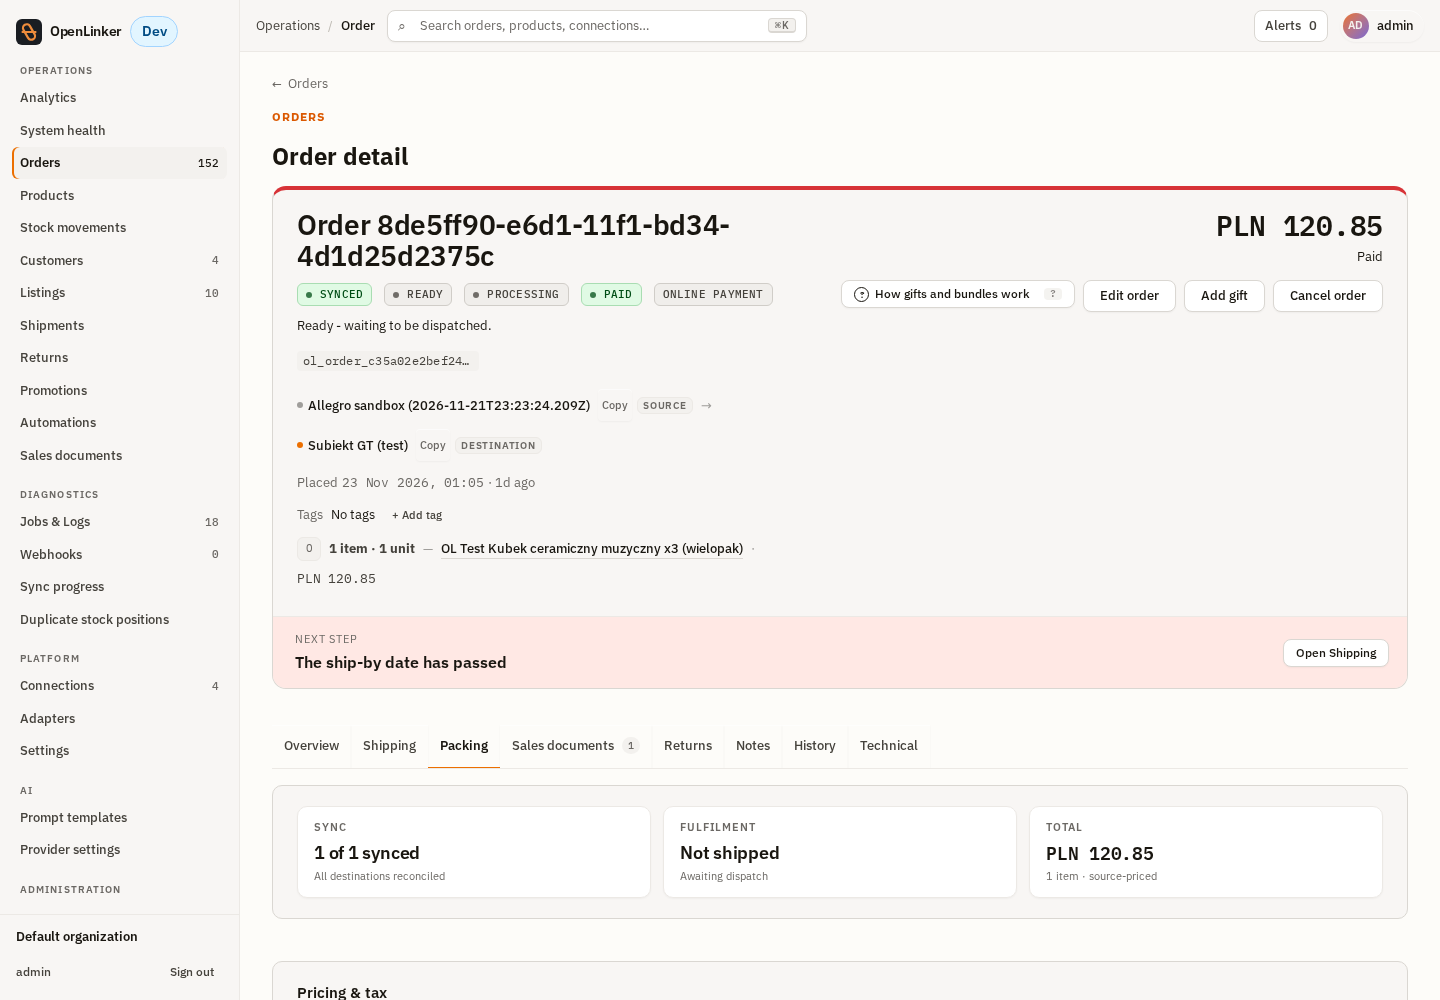 OpenLinker Dev
OPERATIONS
Analytics
System health
Orders 152
Products
Stock movements
Customers 4
Listings 10
Shipments
Returns
Promotions
Automations
Sales documents
DIAGNOSTICS
Jobs & Logs 18
Webhooks 0
Sync progress
Duplicate stock positions
PLATFORM
Connections 4
Adapters
Settings
AI
Prompt templates
Provider settings
ADMINISTRATION
Default organization
admin Sign out
Operations / Order
Search orders, products, connections... ⌘K
Alerts 0
AD admin
← Orders
ORDERS
Order detail
Order 8de5ff90-e6d1-11f1-bd34-
4d1d25d2375c
PLN 120.85
Paid
SYNCED READY PROCESSING PAID ONLINE PAYMENT
? How gifts and bundles work ? Edit order Add gift Cancel order
Ready - waiting to be dispatched.
ol_order_c35a02e2bef24…
Allegro sandbox (2026-11-21T23:23:24.209Z) Copy SOURCE →
Subiekt GT (test) Copy DESTINATION
Placed 23 Nov 2026, 01:05 · 1d ago
Tags No tags + Add tag
O 1 item · 1 unit — OL Test Kubek ceramiczny muzyczny x3 (wielopak) ·
PLN 120.85
NEXT STEP
The ship-by date has passed
Open Shipping
Overview Shipping Packing Sales documents 1 Returns Notes History Technical
SYNC
1 of 1 synced
All destinations reconciled
FULFILMENT
Not shipped
Awaiting dispatch
TOTAL
PLN 120.85
1 item · source-priced
Pricing & tax